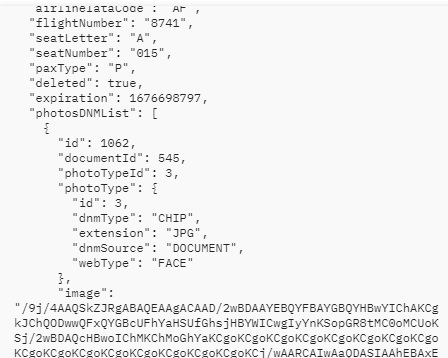 "airlineIataCode": "AF",
"flightNumber": "8741",
"seatLetter": "A",
"seatNumber": "015",
"paxType": "P",
"deleted": true,
"expiration": 1676698797,
"photosDNMList": [
{
"id": 1062,
"documentId": 545,
"photoTypeId": 3,
"photoType": {
"id": 3,
"dnmType": "CHIP",
"extension": "JPG",
"dnmSource": "DOCUMENT",
"webType": "FACE"
},
"image":
"/9j/4AAQSkZJRgABAQEAAgACAAD/2wBDAAYEBQYFBAYGBQYHBwYIChAKCg
kJChQODwwQFxQYGBcUFhYaHSUfGhsjHBYWICwgIyYnKSopGR8tMC0oMCUoK
Sj/2wBDAQcHBwoIChMKChMoGhYaKCgoKCgoKCgoKCgoKCgoKCgoKCgoKCgo
KCgoKCgoKCgoKCgoKCgoKCgoKCgoKCj/wAARCAIwAaQDASIAAhEBAxE